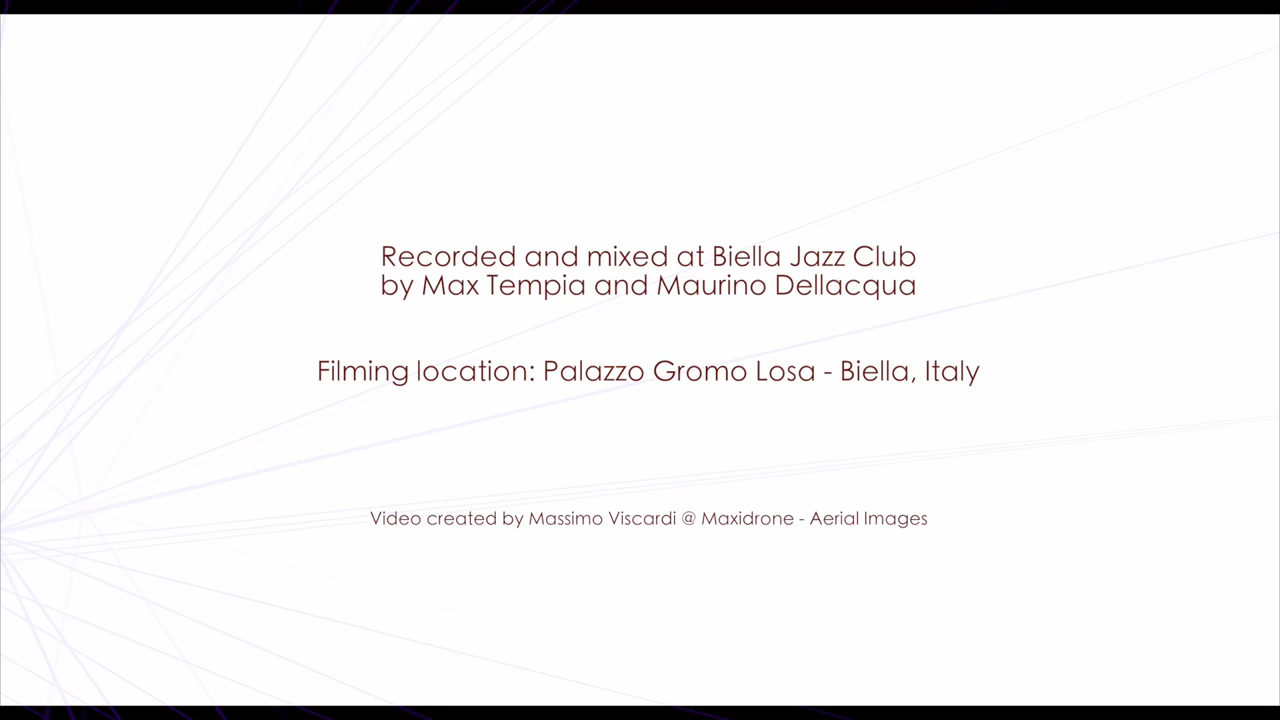 Recorded and mixed at Biella Jazz Club
by Max Tempia and Maurino Dellacqua
Filming location: Palazzo Gromo Losa - Biella, Italy
Video created by Massimo Viscardi @ Maxidrone - Aerial Images